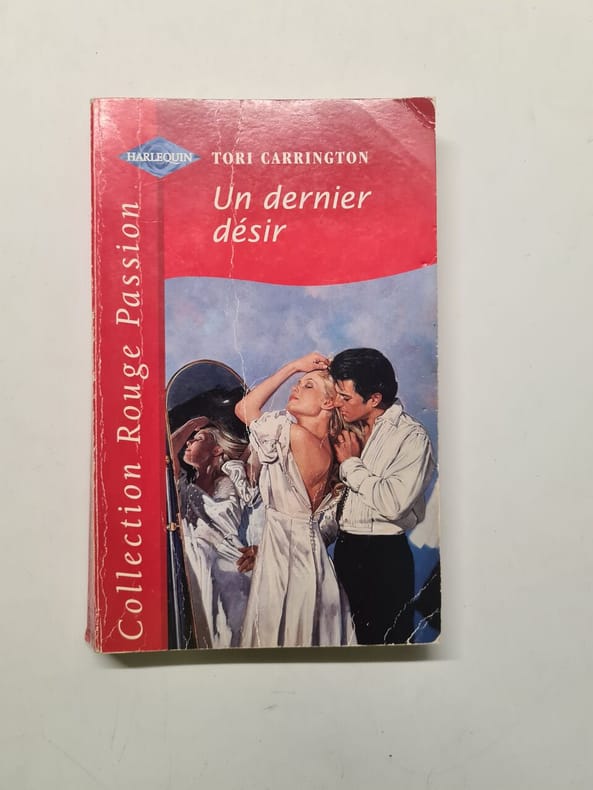 HARLEQUIN
TORI CARRINGTON
Un dernier
désir
Collection Rouge Passion